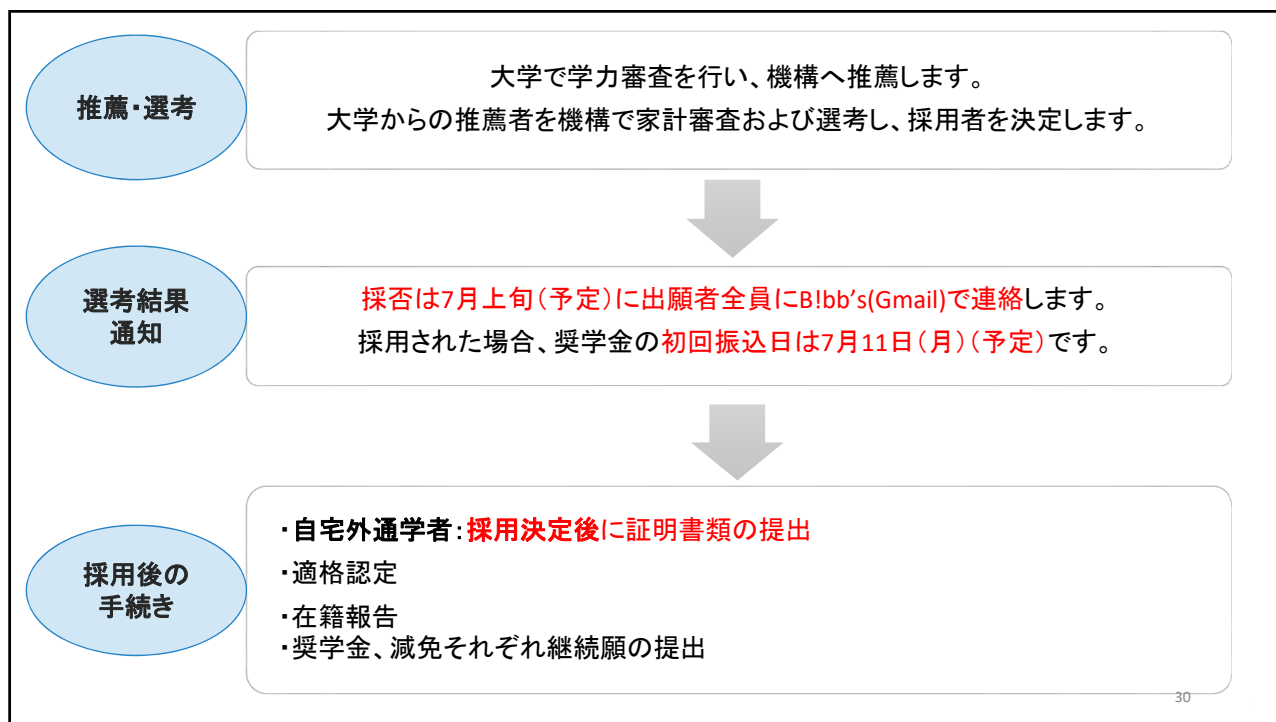 推薦・選考
大学で学力審査を行い、機構へ推薦します。
大学からの推薦者を機構で家計審査および選考し、採用者を決定します。
選考結果
通知
採否は7月上旬（予定）に出願者全員にB!bb’s(Gmail)で連絡します。
採用された場合、奨学金の初回振込日は7月11日（月）（予定）です。
採用後の
手続き
・自宅外通学者：採用決定後に証明書類の提出
・適格認定
・在籍報告
・奨学金、減免それぞれ継続願の提出
30